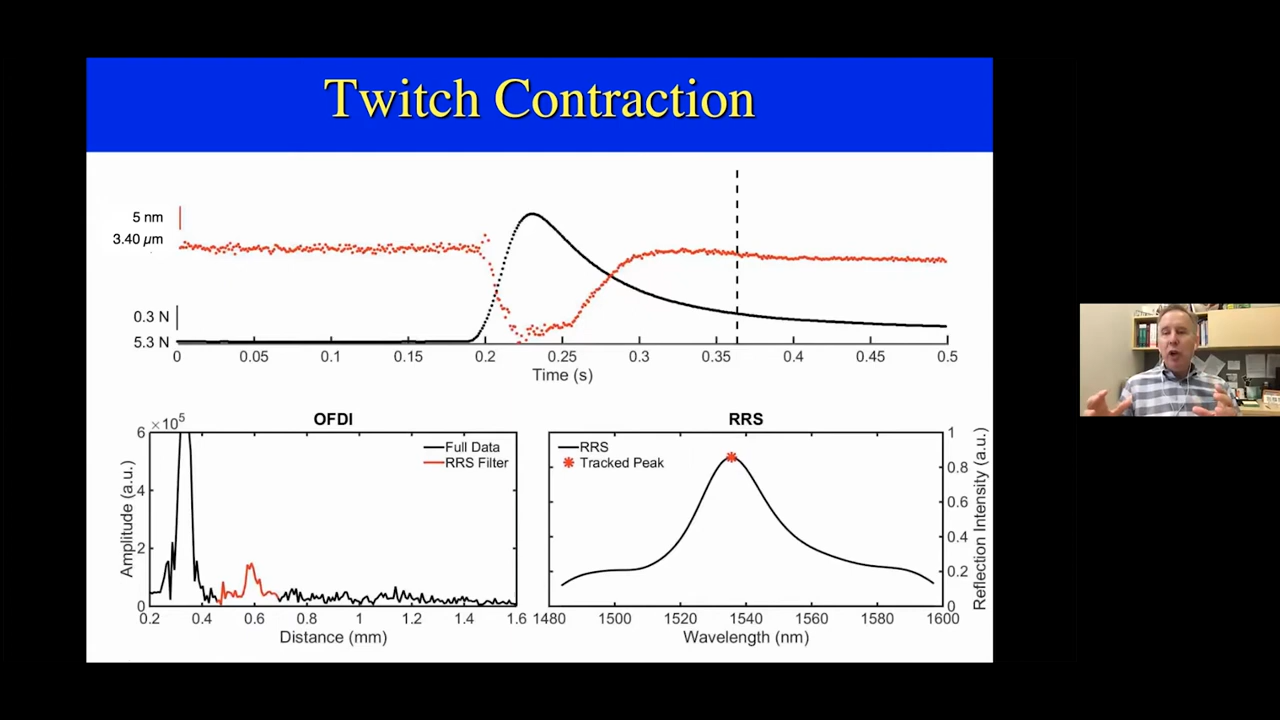 Twitch Contraction
5 nm
3.40 µm
0.3 N
5.3 N
0 0.05 0.1 0.15 0.2 0.25 0.3 0.35 0.4 0.45 0.5
Time (s)
OFDI
×10^5
6
4
2
0
Amplitude (a.u.)
Full Data
RRS Filter
0.2 0.4 0.6 0.8 1 1.2 1.4 1.6
Distance (mm)
RRS
RRS
Tracked Peak
1
0.8
0.6
0.4
0.2
0
Reflection Intensity (a.u.)
1480 1500 1520 1540 1560 1580 1600
Wavelength (nm)